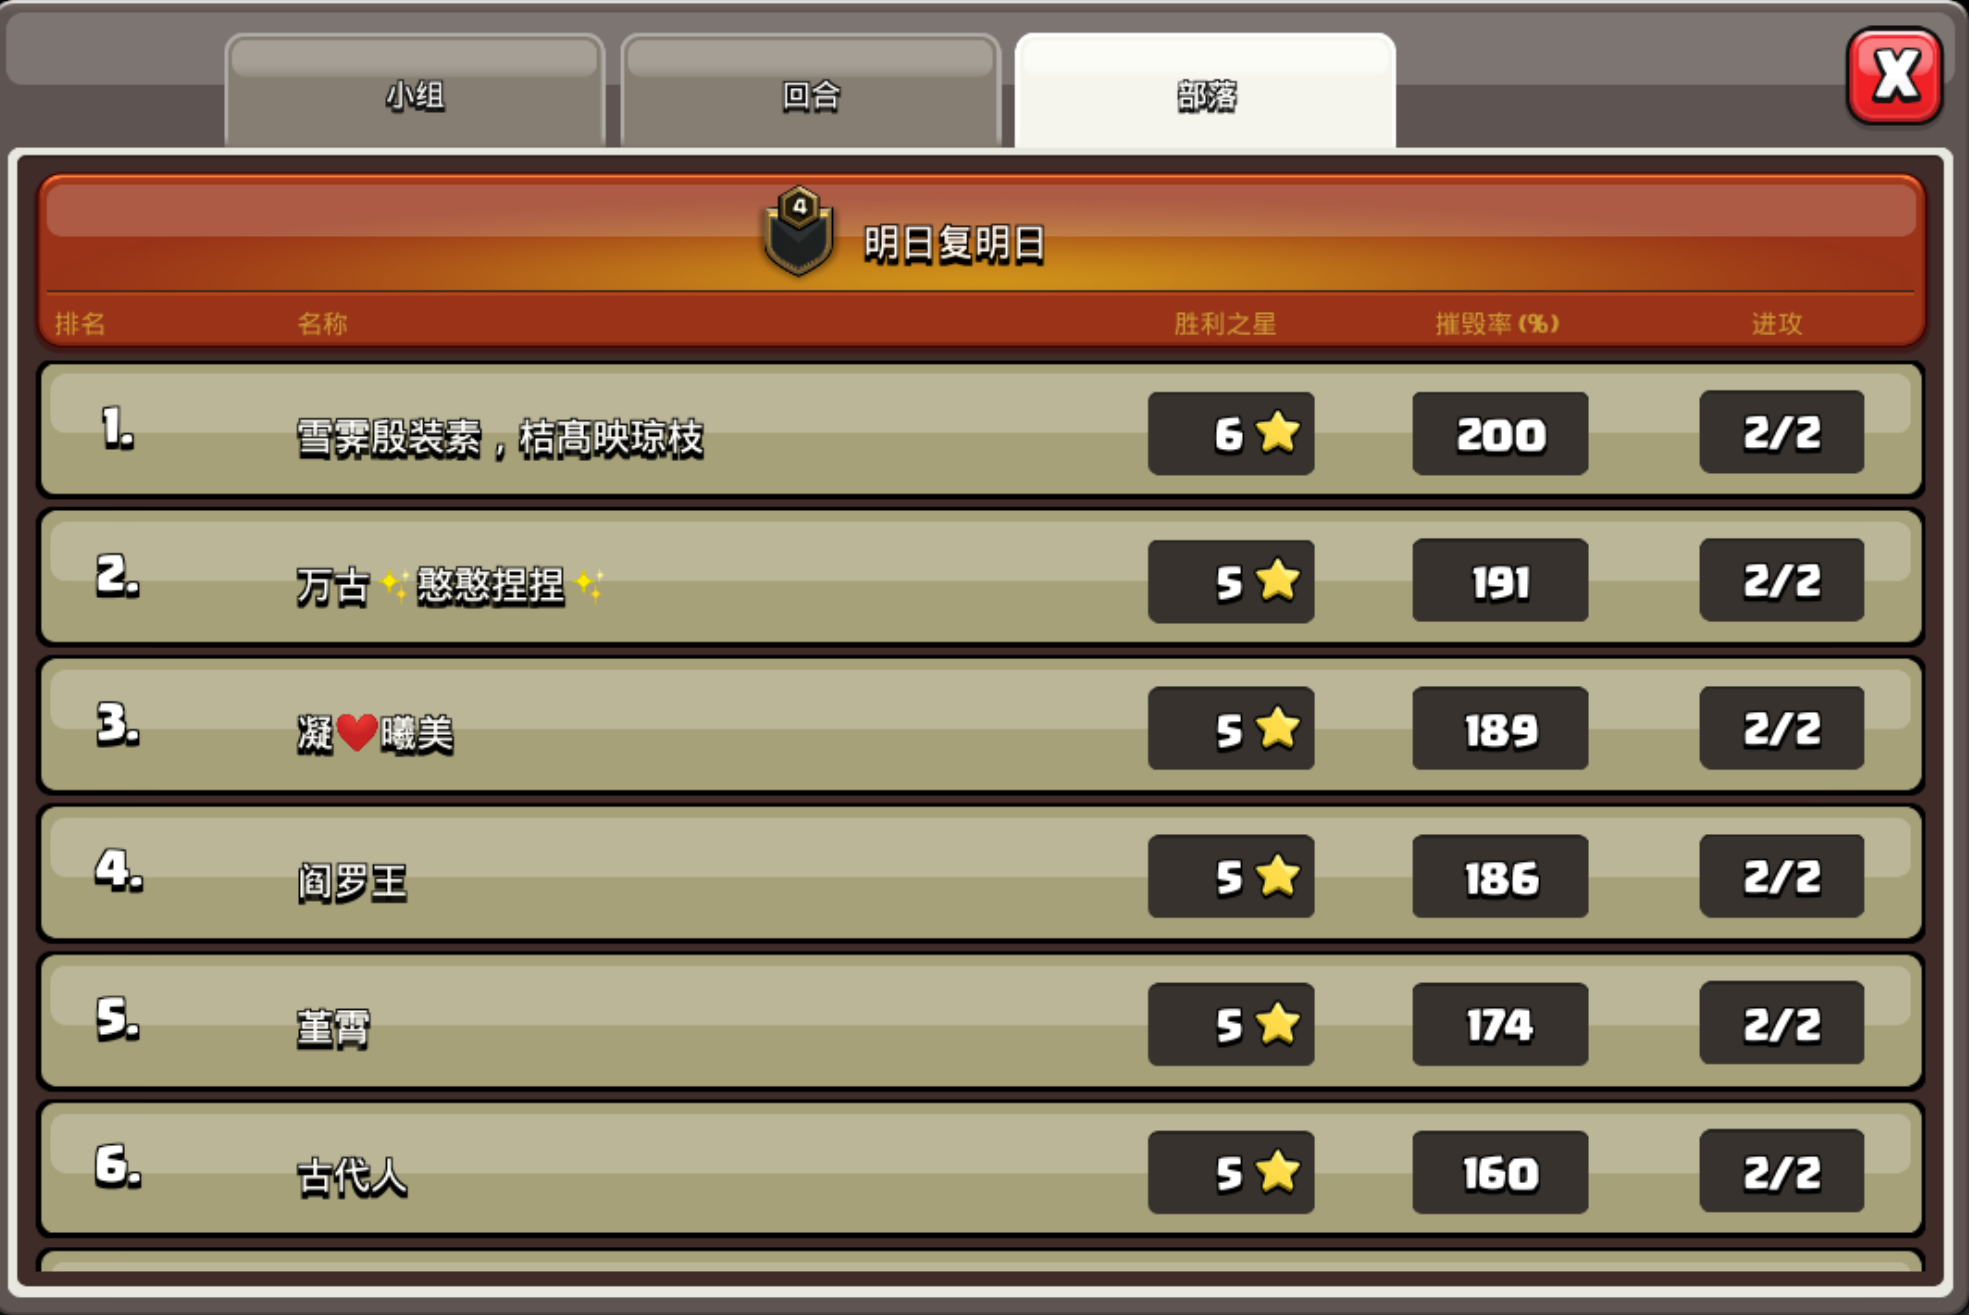 小组 回合 部落 X
4 明日复明日
排名 名称 胜利之星 摧毁率(%) 进攻
1. 雪霁殷装素，桔髙映琼枝 6 200 2/2
2. 万古✨憨憨捏捏✨ 5 191 2/2
3. 凝❤️曦美 5 189 2/2
4. 阎罗王 5 186 2/2
5. 董霄 5 174 2/2
6. 古代人 5 160 2/2